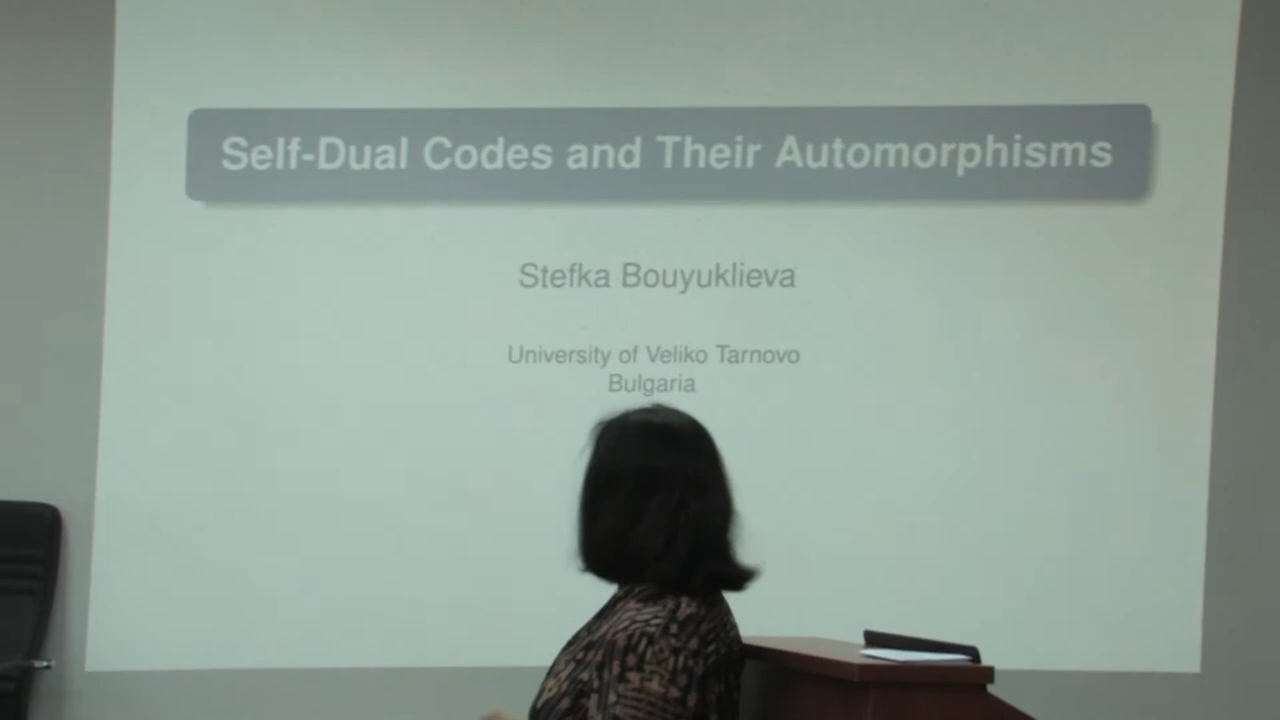 Self-Dual Codes and Their Automorphisms
Stefka Bouyuklieva
University of Veliko Tarnovo
Bulgaria